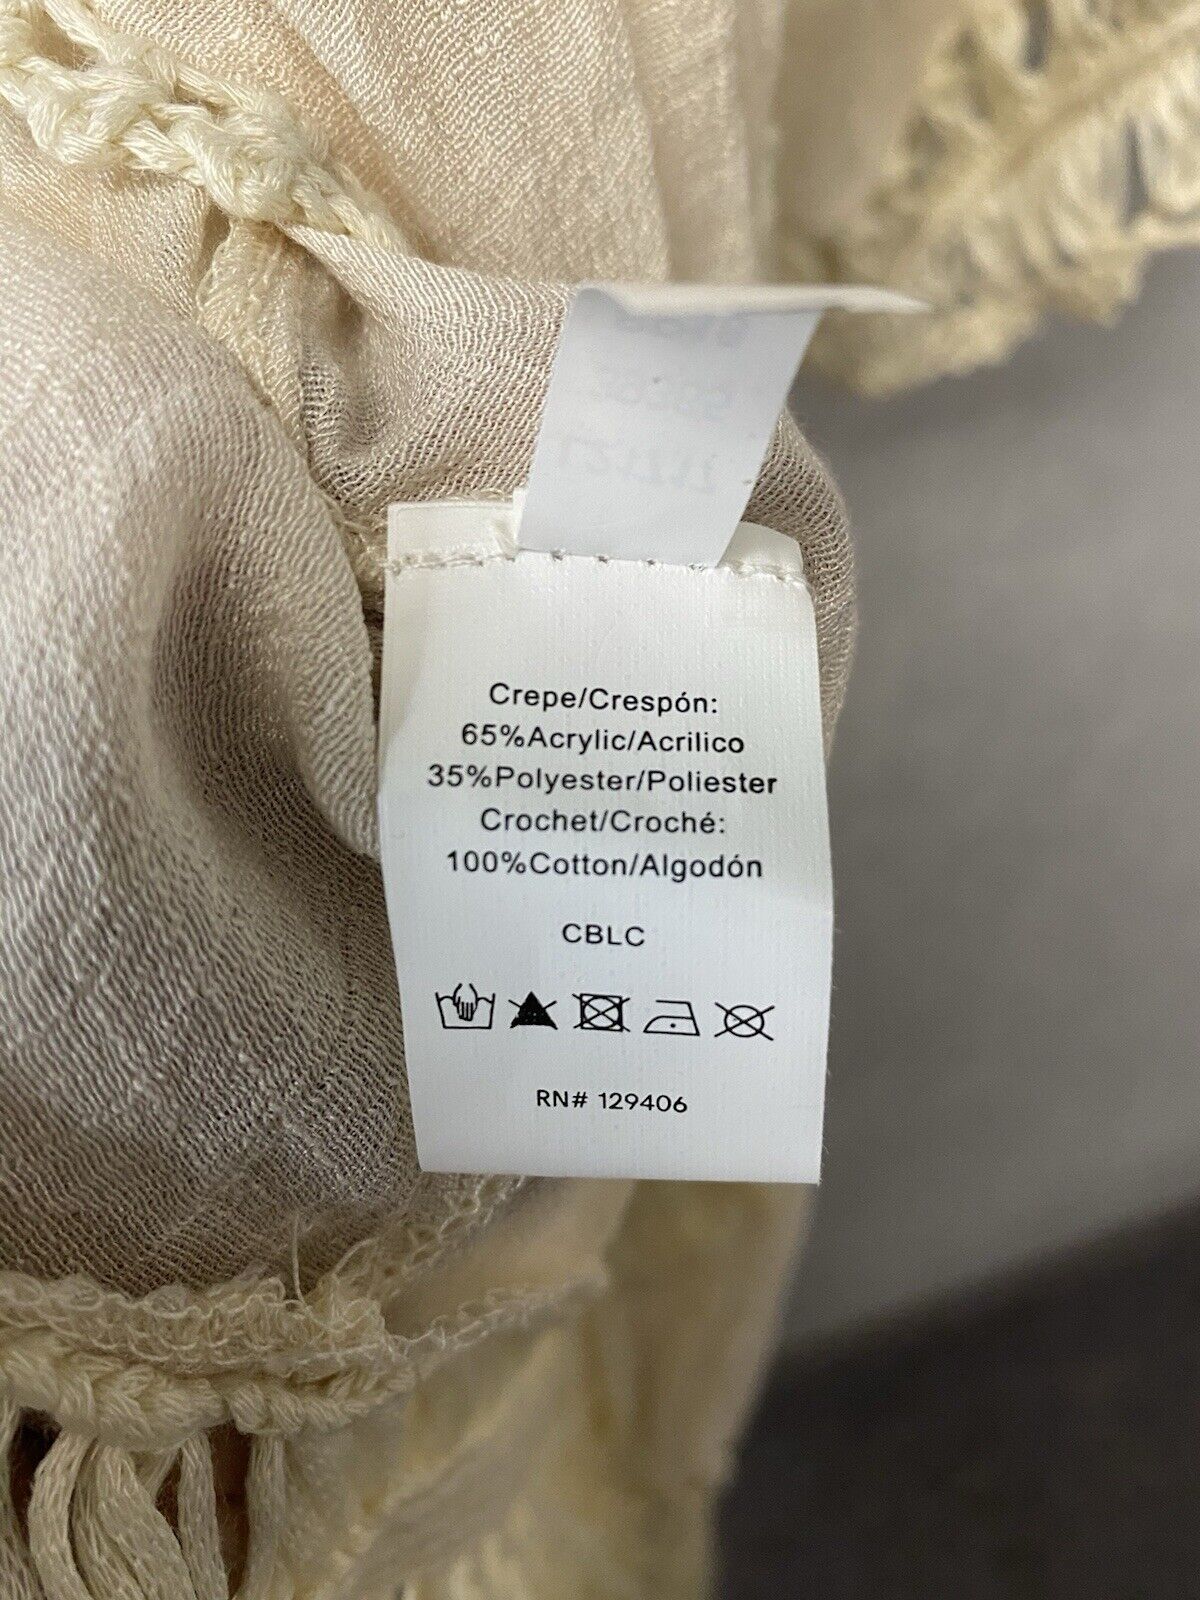 Crepe/Crespón:
65%Acrylic/Acrilico
35%Polyester/Poliester
Crochet/Croché:
100%Cotton/Algodón
CBLC
RN# 129406